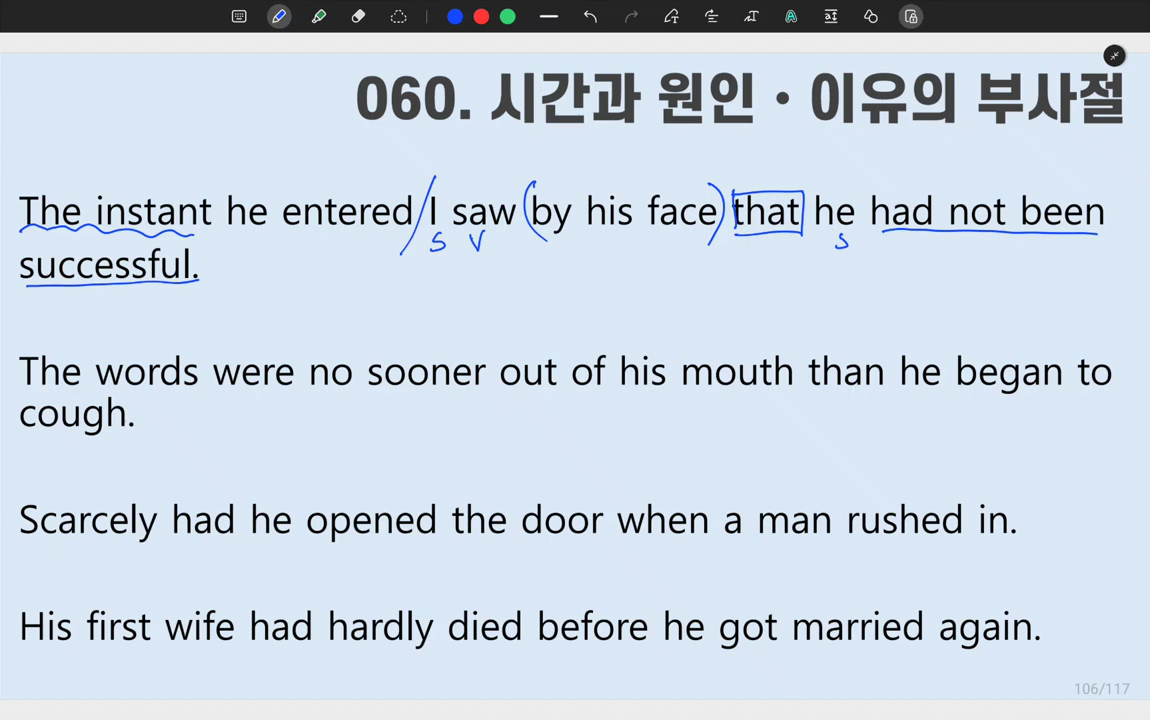 060. 시간과 원인·이유의 부사절
The instant he entered I saw by his face that he had not been
S V S
successful.
The words were no sooner out of his mouth than he began to
cough.
Scarcely had he opened the door when a man rushed in.
His first wife had hardly died before he got married again.
106/117